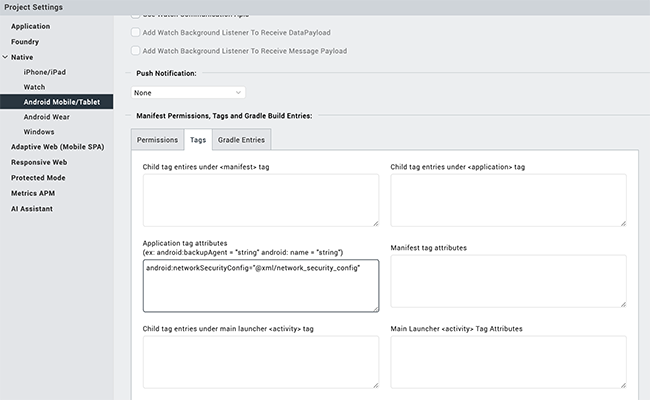 Project Settings
Application
Foundry
Native
iPhone/iPad
Watch
Android Mobile/Tablet
Android Wear
Windows
Adaptive Web (Mobile SPA)
Responsive Web
Protected Mode
Metrics APM
AI Assistant
Use Watch Communication Apis
Add Watch Background Listener To Receive DataPayload
Add Watch Background Listener To Receive Message Payload
Push Notification:
None
Manifest Permissions, Tags and Gradle Build Entries:
Permissions Tags Gradle Entries
Child tag entires under <manifest> tag
Child tag entries under <application> tag
Application tag attributes
(ex: android:backupAgent = "string" android: name = "string")
android:networkSecurityConfig="@xml/network_security_config"
Manifest tag attributes
Child tag entries under main launcher <activity> tag
Main Launcher <activity> Tag Attributes